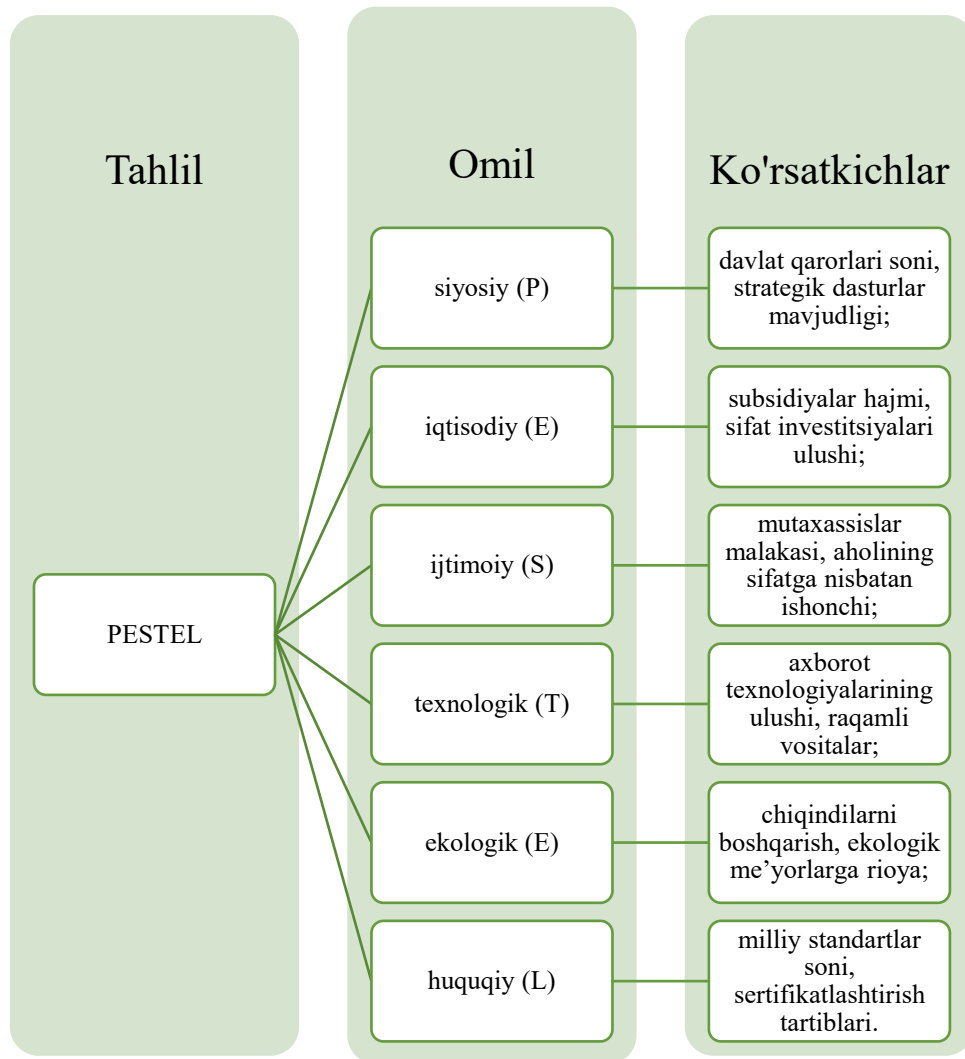 Tahlil
Omil
Ko'rsatkichlar
PESTEL
siyosiy (P)
davlat qarorlari soni,
strategik dasturlar
mavjudligi;
iqtisodiy (E)
subsidiyalar hajmi,
sifat investitsiyalari
ulushi;
ijtimoiy (S)
mutaxassislar
malakasi, aholining
sifatga nisbatan
ishonchi;
texnologik (T)
axborot
texnologiyalarining
ulushi, raqamli
vositalar;
ekologik (E)
chiqindilarni
boshqarish, ekologik
me’yorlarga rioya;
huquqiy (L)
milliy standartlar
soni,
sertifikatlashtirish
tartiblari.